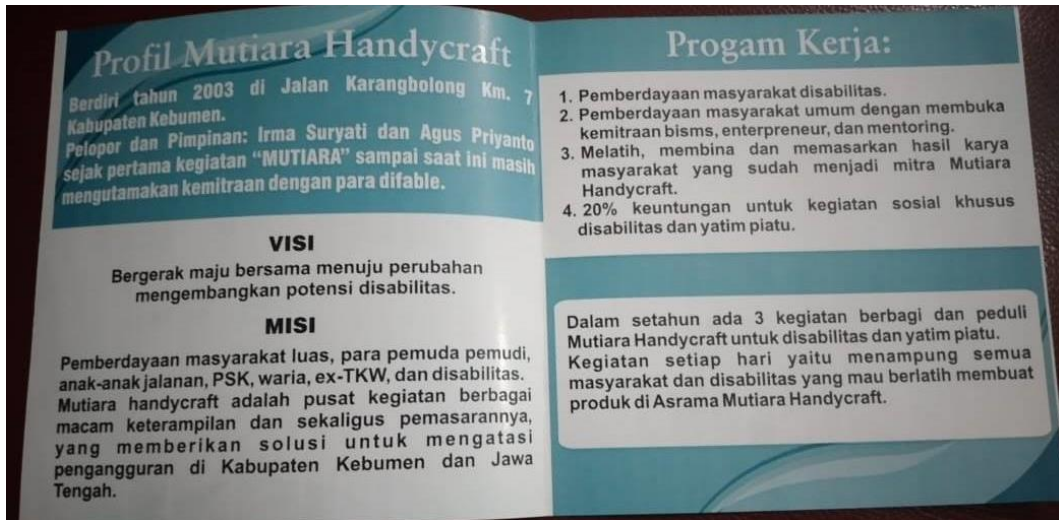 Profil Mutiara Handycraft
Berdiri tahun 2003 di Jalan Karangbolong Km. 7
Kabupaten Kebumen.
Pelopor dan Pimpinan: Irma Suryati dan Agus Priyanto
sejak pertama kegiatan “MUTIARA” sampai saat ini masih
mengutamakan kemitraan dengan para difable.
VISI
Bergerak maju bersama menuju perubahan
mengembangkan potensi disabilitas.
MISI
Pemberdayaan masyarakat luas, para pemuda pemudi,
anak-anak jalanan, PSK, waria, ex-TKW, dan disabilitas.
Mutiara handycraft adalah pusat kegiatan berbagai
macam keterampilan dan sekaligus pemasarannya,
yang memberikan solusi untuk mengatasi
pengangguran di Kabupaten Kebumen dan Jawa
Tengah.
Progam Kerja:
1. Pemberdayaan masyarakat disabilitas.
2. Pemberdayaan masyarakat umum dengan membuka
kemitraan bisms, enterpreneur, dan mentoring.
3. Melatih, membina dan memasarkan hasil karya
masyarakat yang sudah menjadi mitra Mutiara
Handycraft.
4. 20% keuntungan untuk kegiatan sosial khusus
disabilitas dan yatim piatu.
Dalam setahun ada 3 kegiatan berbagi dan peduli
Mutiara Handycraft untuk disabilitas dan yatim piatu.
Kegiatan setiap hari yaitu menampung semua
masyarakat dan disabilitas yang mau berlatih membuat
produk di Asrama Mutiara Handycraft.